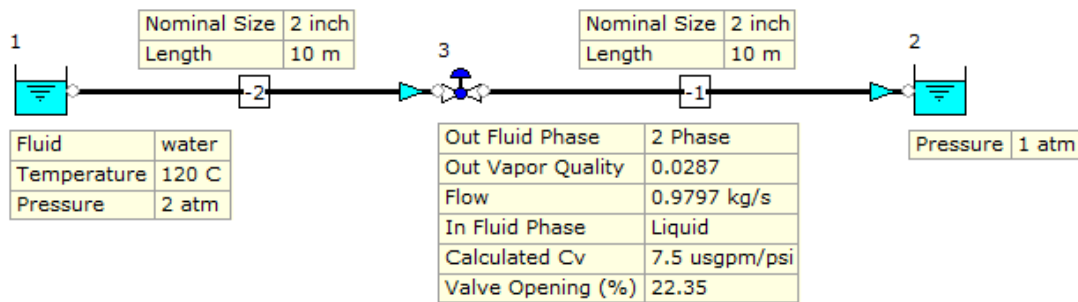 Nominal Size 2 inch
Length 10 m
Nominal Size 2 inch
Length 10 m
1
3
2
-2
-1
Fluid water
Temperature 120 C
Pressure 2 atm
Out Fluid Phase 2 Phase
Out Vapor Quality 0.0287
Flow 0.9797 kg/s
In Fluid Phase Liquid
Calculated Cv 7.5 usgpm/psi
Valve Opening (%) 22.35
Pressure 1 atm